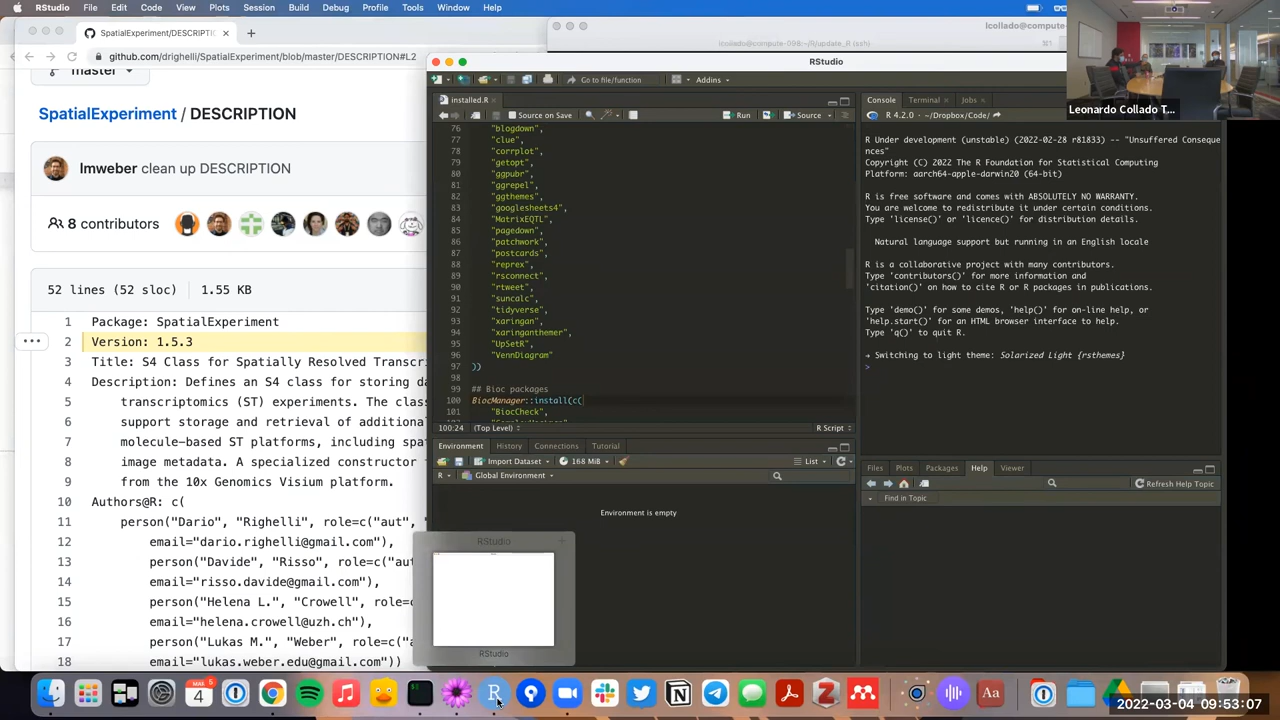 RStudio File Edit Code View Plots Session Build Debug Profile Tools Window Help
SpatialExperiment/DESCRIPTI
github.com/drighelli/SpatialExperiment/blob/master/DESCRIPTION#L2
master
SpatialExperiment / DESCRIPTION
lmweber clean up DESCRIPTION
8 contributors
52 lines (52 sloc) 1.55 KB
1 Package: SpatialExperiment
2 Version: 1.5.3
3 Title: S4 Class for Spatially Resolved Transcri
4 Description: Defines an S4 class for storing da
5 transcriptomics (ST) experiments. The class
6 support storage and retrieval of additional
7 molecule-based ST platforms, including spat
8 image metadata. A specialized constructor f
9 from the 10x Genomics Visium platform.
10 Authors@R: c(
11 person("Dario", "Righelli", role=c("aut",
12 email="dario.righelli@gmail.com"),
13 person("Davide", "Risso", role=c("aut
14 email="risso.davide@gmail.com"),
15 person("Helena L.", "Crowell", role=c
16 email="helena.crowell@uzh.ch"),
17 person("Lukas M.", "Weber", role=c("a
18 email="lukas.weber.edu@gmail.com"))
lcollado@compute-
lcollado@compute-098:~/R/update_R (ssh)
⌘1
RStudio
Go to file/function
Addins
installed.R
Source on Save
Run
Source
76 "blogdown",
77 "clue",
78 "corrplot",
79 "getopt",
80 "ggpubr",
81 "ggrepel",
82 "ggthemes",
83 "googlesheets4",
84 "MatrixEQTL",
85 "pagedown",
86 "patchwork",
87 "postcards",
88 "reprex",
89 "rsconnect",
90 "rtweet",
91 "suncalc",
92 "tidyverse",
93 "xaringan",
94 "xaringanthemer",
95 "UpSetR",
96 "VennDiagram"
97 ))
98
99 ## Bioc packages
100 BiocManager::install(c(
101 "BiocCheck",
100:24 (Top Level) R Script
Environment History Connections Tutorial
Import Dataset 168 MiB List
R Global Environment
Environment is empty
RStudio
RStudio
Console Terminal Jobs
R 4.2.0 · ~/Dropbox/Code/
R Under development (unstable) (2022-02-28 r81833) -- "Unsuffered Conseque
nces"
Copyright (C) 2022 The R Foundation for Statistical Computing
Platform: aarch64-apple-darwin20 (64-bit)
R is free software and comes with ABSOLUTELY NO WARRANTY.
You are welcome to redistribute it under certain conditions.
Type 'license()' or 'licence()' for distribution details.
Natural language support but running in an English locale
R is a collaborative project with many contributors.
Type 'contributors()' for more information and
'citation()' on how to cite R or R packages in publications.
Type 'demo()' for some demos, 'help()' for on-line help, or
'help.start()' for an HTML browser interface to help.
Type 'q()' to quit R.
→ Switching to light theme: Solarized Light {rsthemes}
>
Files Plots Packages Help Viewer
Refresh Help Topic
Find in Topic
Leonardo Collado T...
MAR
4
5
Aa
2022-03-04 09:53:07